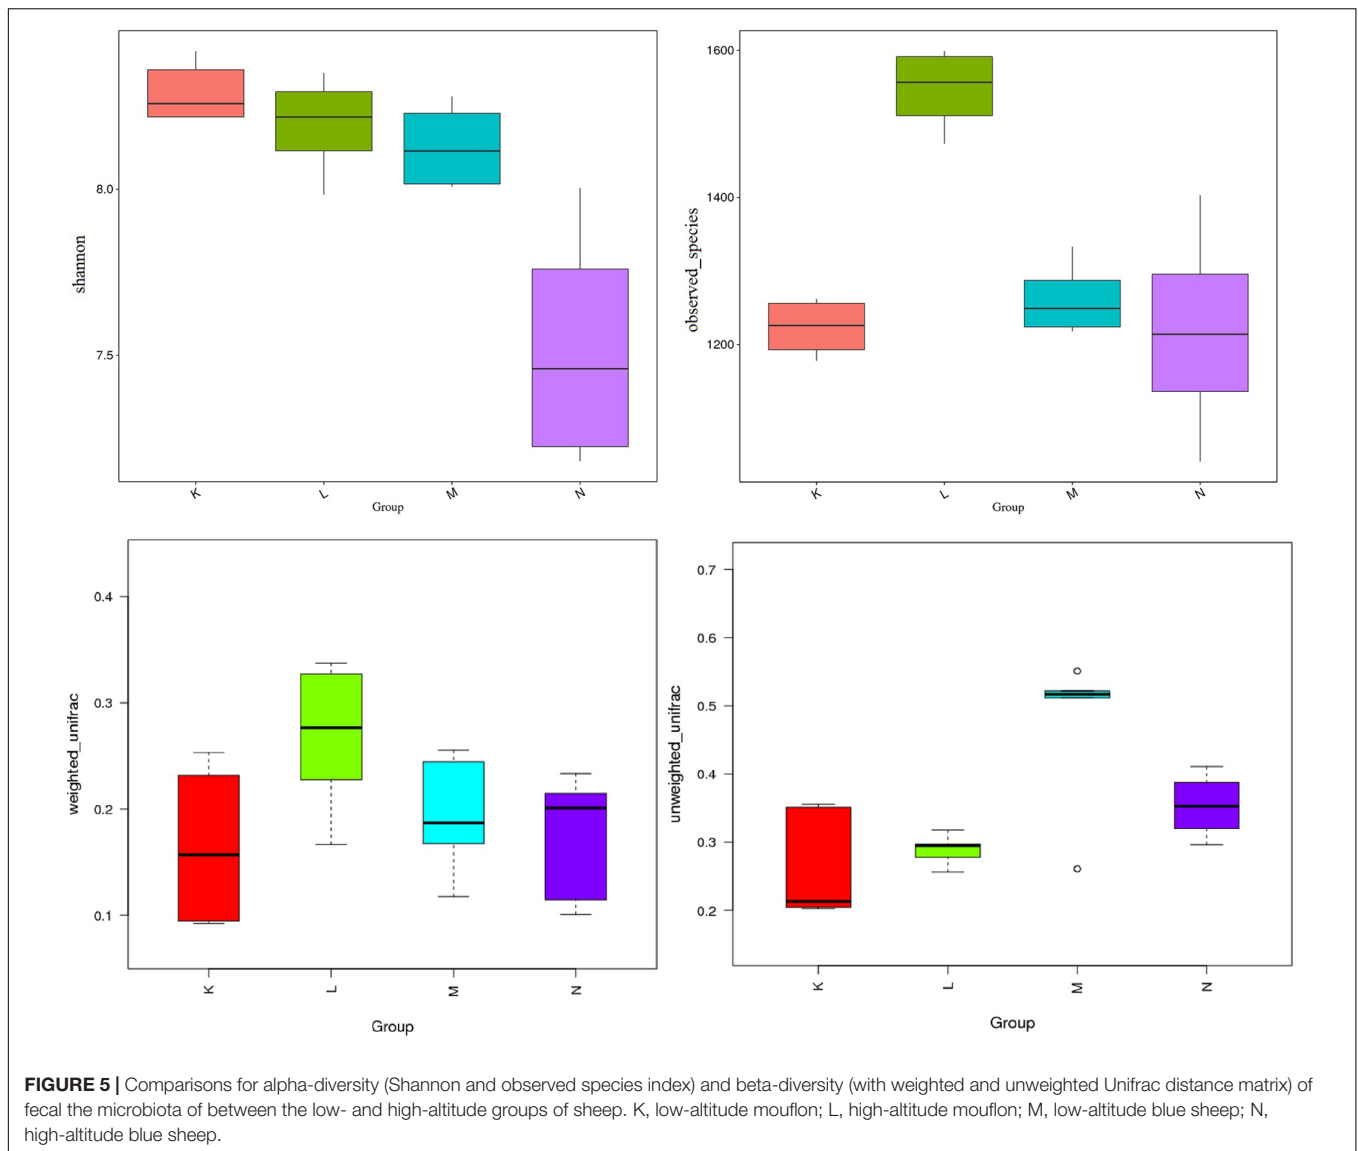 shannon
8.0
7.5
K
L
M
N
Group
observed_species
1600
1400
1200
K
L
M
N
Group
weighted_unifrac
0.4
0.3
0.2
0.1
K
L
M
N
Group
unweighted_unifrac
0.7
0.6
0.5
0.4
0.3
0.2
K
L
M
N
Group
FIGURE 5 | Comparisons for alpha-diversity (Shannon and observed species index) and beta-diversity (with weighted and unweighted Unifrac distance matrix) of
fecal the microbiota of between the low- and high-altitude groups of sheep. K, low-altitude mouflon; L, high-altitude mouflon; M, low-altitude blue sheep; N,
high-altitude blue sheep.